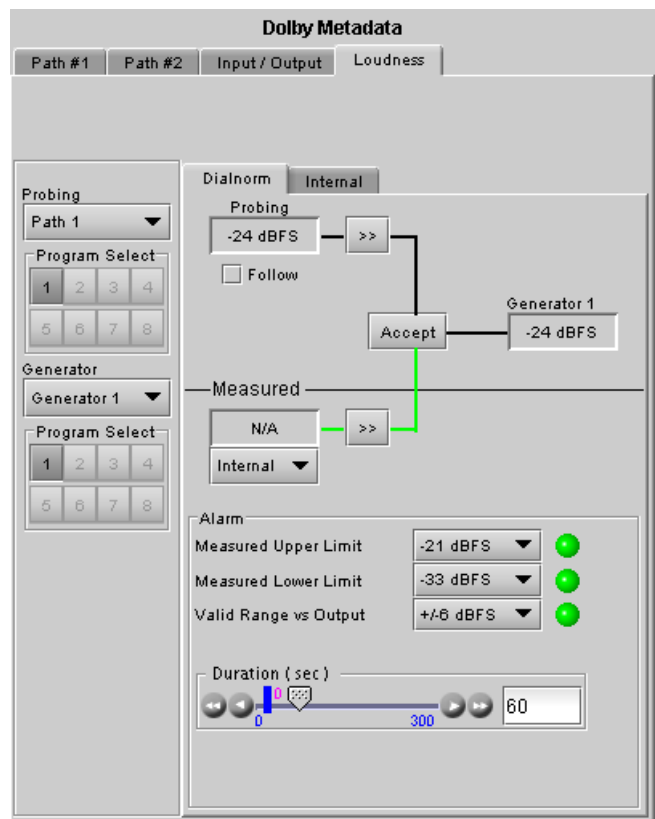 Dolby Metadata
Path #1 Path #2 Input / Output Loudness
Probing
Path 1
Program Select
1 2 3 4
5 6 7 8
Generator
Generator 1
Program Select
1 2 3 4
5 6 7 8
Dialnorm Internal
Probing
-24 dBFS >>
Follow
Accept
Generator 1
-24 dBFS
Measured
N/A >>
Internal
Alarm
Measured Upper Limit -21 dBFS
Measured Lower Limit -33 dBFS
Valid Range vs Output +/-6 dBFS
Duration ( sec )
0
0 300
60